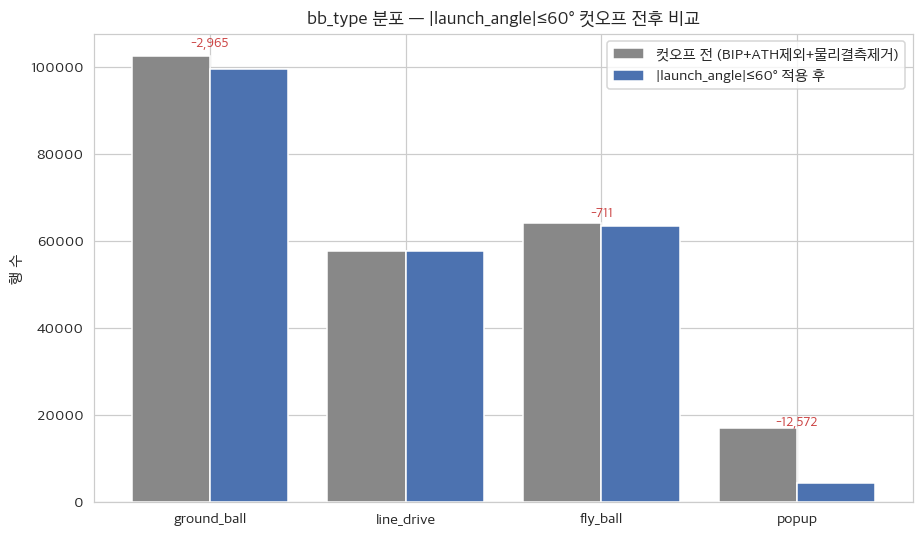 bb_type 분포 — |launch_angle|≤60° 컷오프 전후 비교
컷오프 전 (BIP+ATH제외+물리결측제거)
|launch_angle|≤60° 적용 후
행 수
100000
80000
60000
40000
20000
0
-2,965
-711
-12,572
ground_ball
line_drive
fly_ball
popup